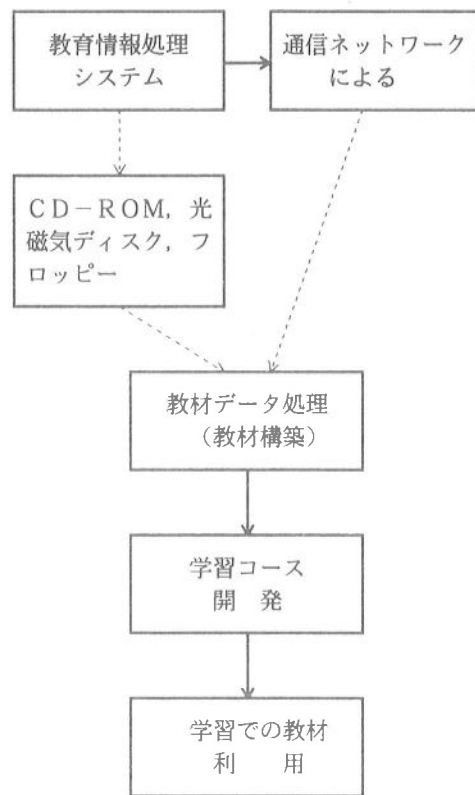 教育情報処理
システム
通信ネットワーク
による
ＣＤ－ＲＯＭ，光
磁気ディスク，フ
ロッピー
教材データ処理
（教材構築）
学習コース
開　発
学習での教材
利　　用